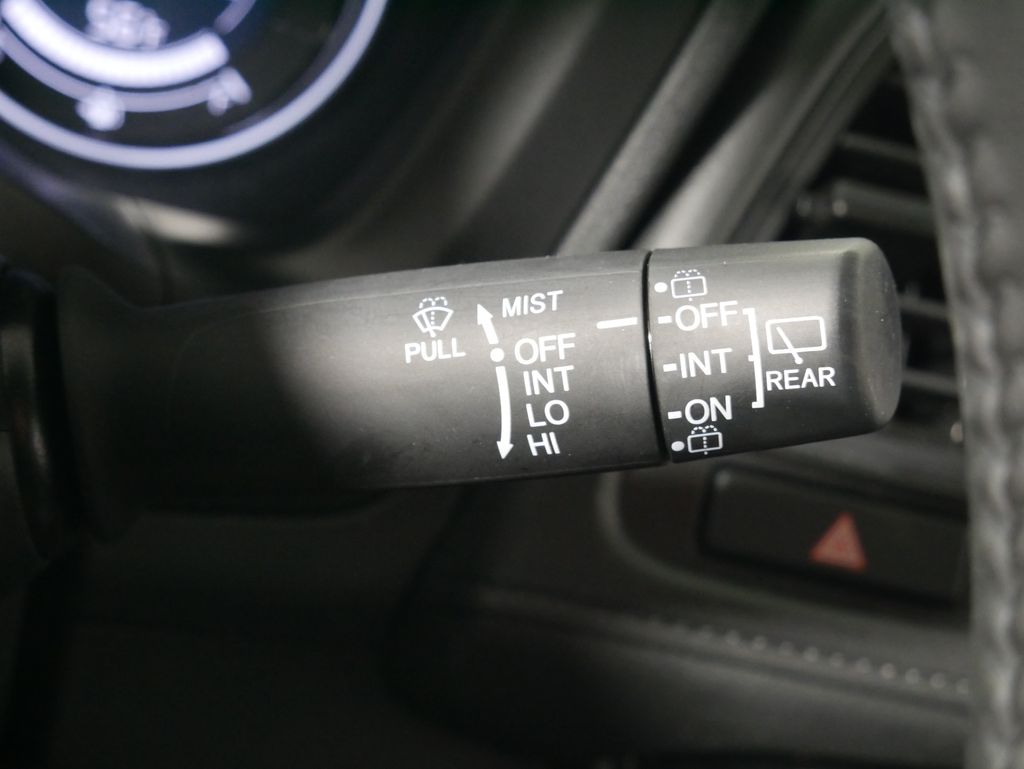 MIST
PULL
OFF
INT
LO
HI
OFF
INT
ON
REAR